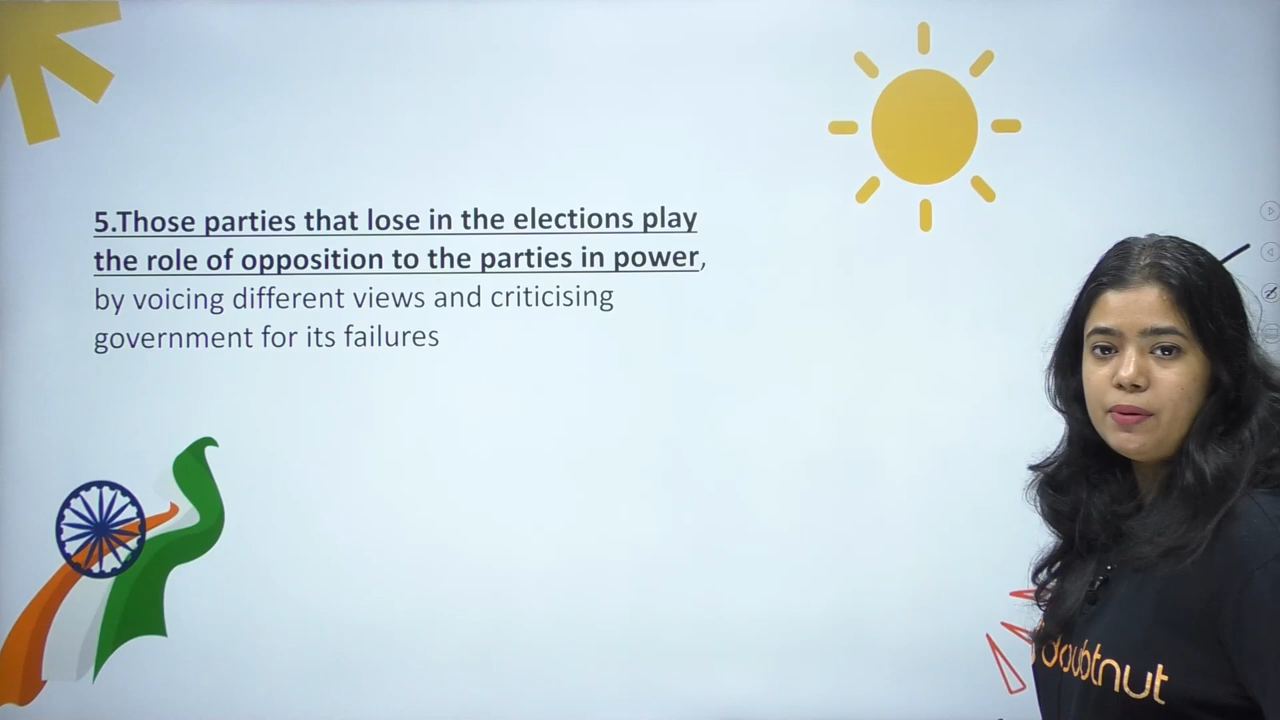 5.Those parties that lose in the elections play
the role of opposition to the parties in power,
by voicing different views and criticising
government for its failures
doubtnut